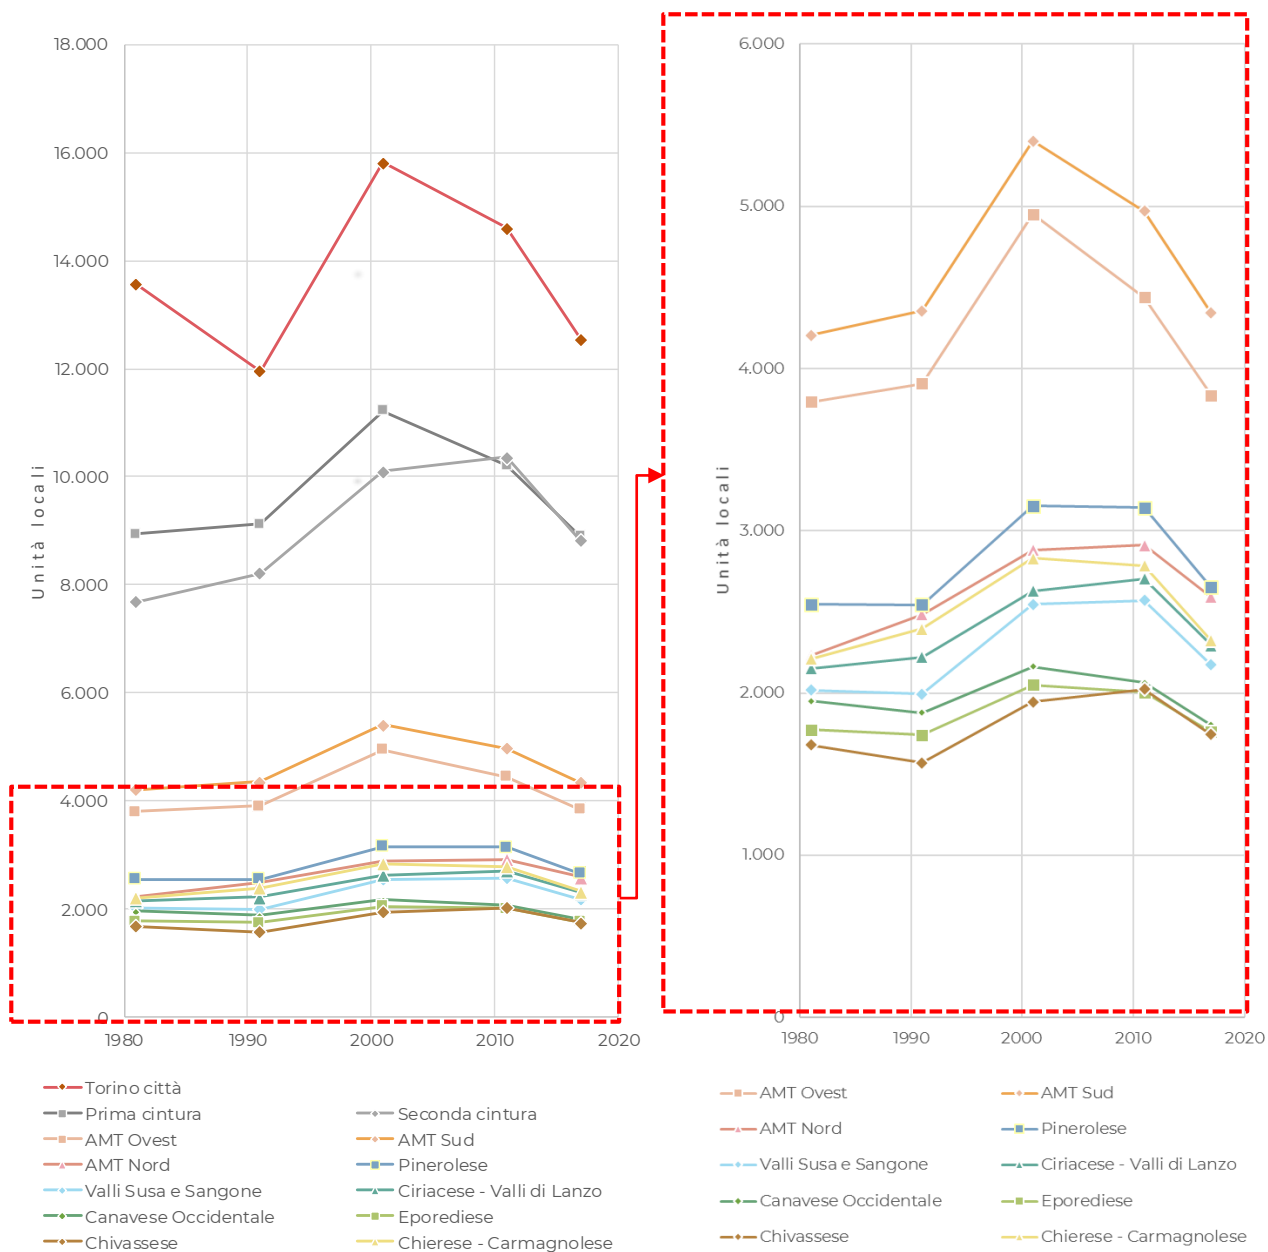 18.000
16.000
14.000
12.000
10.000
8.000
6.000
4.000
2.000
0
Unità locali
1980 1990 2000 2010 2020
Torino città
Prima cintura Seconda cintura
AMT Ovest AMT Sud
AMT Nord Pinerolese
Valli Susa e Sangone Ciriacese - Valli di Lanzo
Canavese Occidentale Eporediese
Chivassese Chierese - Carmagnolese
6.000
5.000
4.000
3.000
2.000
1.000
0
Unità locali
1980 1990 2000 2010 2020
AMT Ovest AMT Sud
AMT Nord Pinerolese
Valli Susa e Sangone Ciriacese - Valli di Lanzo
Canavese Occidentale Eporediese
Chivassese Chierese - Carmagnolese